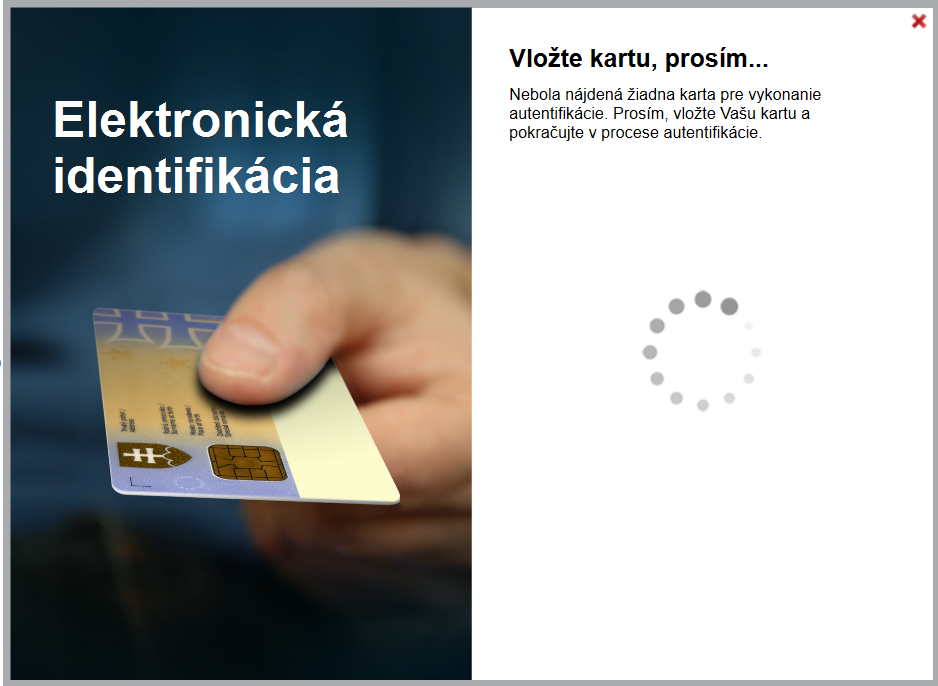 Elektronická
identifikácia
Vložte kartu, prosím...
Nebola nájdená žiadna karta pre vykonanie
autentifikácie. Prosím, vložte Vašu kartu a
pokračujte v procese autentifikácie.